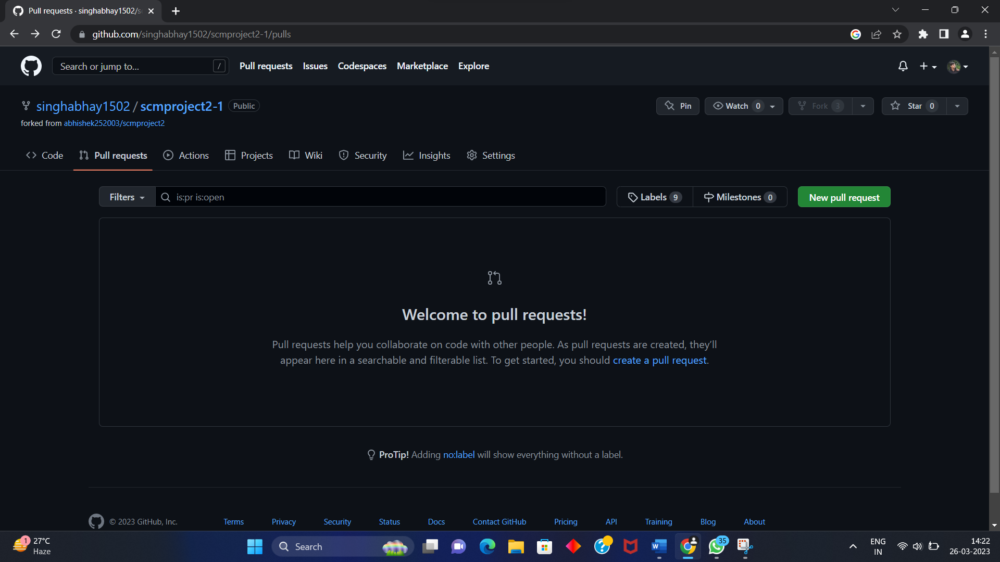 Pull requests · singhabhay1502/s
github.com/singhabhay1502/scmproject2-1/pulls
Search or jump to... /
Pull requests Issues Codespaces Marketplace Explore
singhabhay1502 / scmproject2-1 Public
Pin Watch 0 Fork 3 Star 0
forked from abhishek252003/scmproject2
Code Pull requests Actions Projects Wiki Security Insights Settings
Filters is:pr is:open Labels 9 Milestones 0 New pull request
Welcome to pull requests!
Pull requests help you collaborate on code with other people. As pull requests are created, they’ll
appear here in a searchable and filterable list. To get started, you should create a pull request.
ProTip! Adding no:label will show everything without a label.
© 2023 GitHub, Inc. Terms Privacy Security Status Docs Contact GitHub Pricing API Training Blog About
1 27°C
Haze
Search
W
35
ENG
IN
14:22
26-03-2023